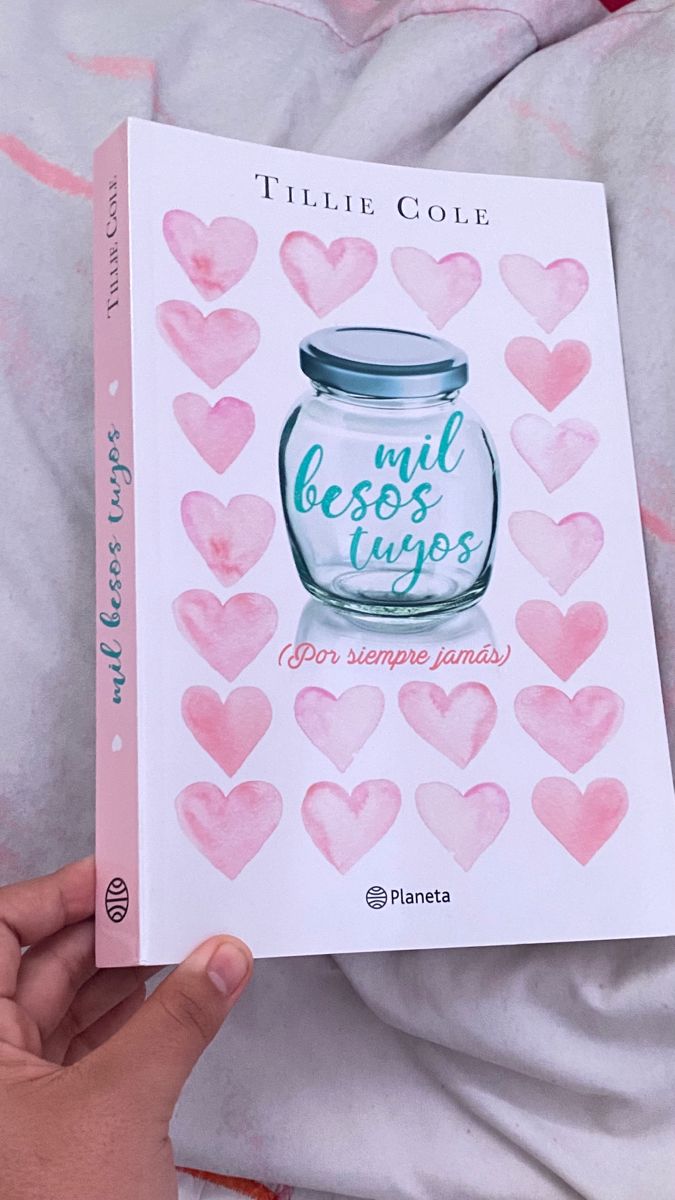 TILLIE COLE
mil
besos
tuyos
(Por siempre jamás)
Planeta
TILLIE COLE
mil besos tuyos